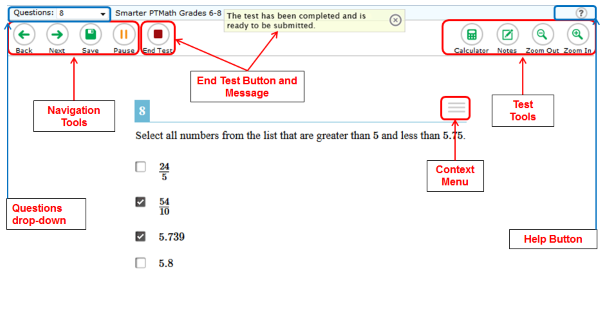 Questions: 8
Smarter PTMath Grades 6-8
The test has been completed and is
ready to be submitted.
?
Back Next Save Pause End Test
Calculator Notes Zoom Out Zoom In
End Test Button and
Message
Navigation
Tools
Test
Tools
8
Select all numbers from the list that are greater than 5 and less than 5.75.
Context
Menu
24
5
54
10
5.739
5.8
Questions
drop-down
Help Button